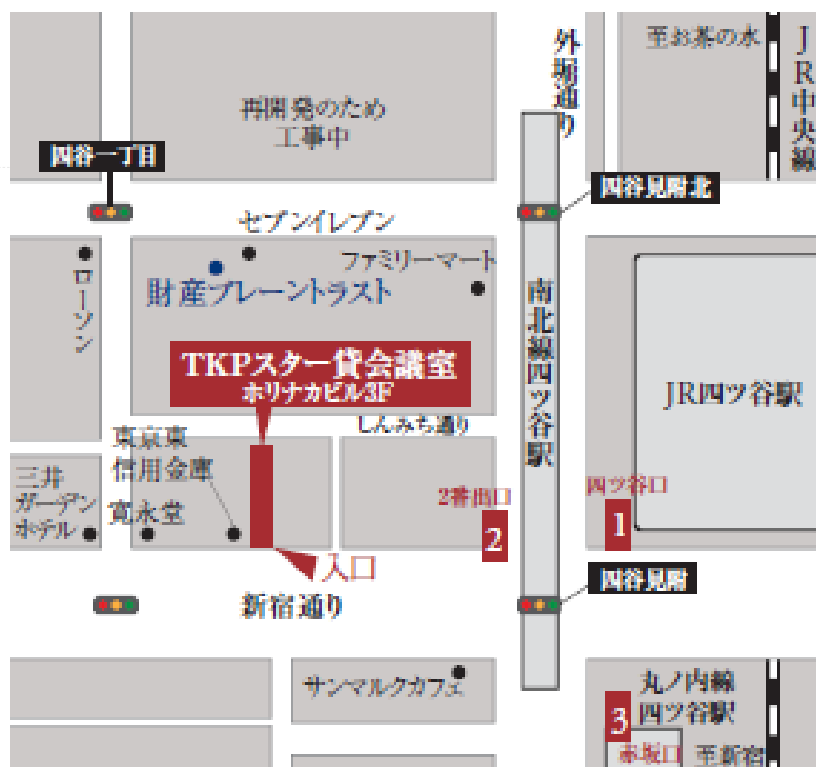 至お茶の水
JR中央線
外堀通り
再開発のため
工事中
四谷一丁目
四谷見附北
セブンイレブン
ファミリーマート
ローソン
財産ブレーントラスト
南北線四ツ谷駅
TKPスター貸会議室
ホリナカビル3F
JR四ツ谷駅
しんみち通り
東京東
信用金庫
三井
ガーデン
ホテル
寛永堂
2番出口
2
四ツ谷口
1
入口
四谷見附
新宿通り
サンマルクカフェ
丸ノ内線
四ツ谷駅
3
赤坂口
至新宿